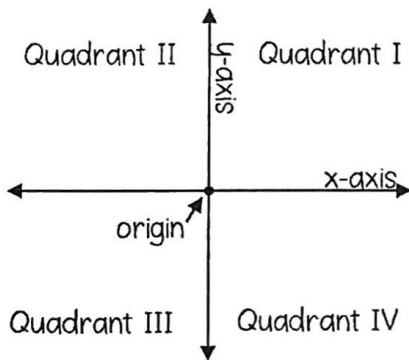 Quadrant II
Quadrant I
y-axis
x-axis
origin
Quadrant III
Quadrant IV